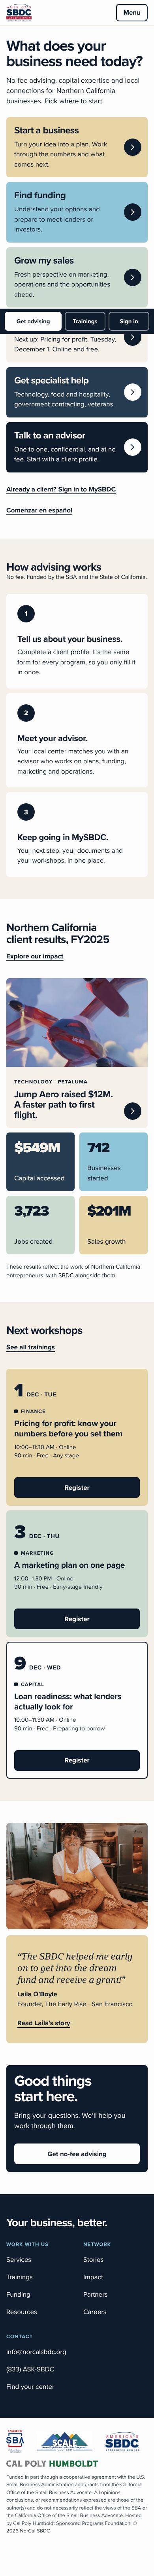 AMERICA'S
SBDC
NORTHERN CALIFORNIA
Menu
What does your
business need today?
No-fee advising, capital expertise and local
connections for Northern California
businesses. Pick where to start.
Start a business
Turn your idea into a plan. Work
through the numbers and what
comes next.
Find funding
Understand your options and
prepare to meet lenders or
investors.
Grow my sales
Fresh perspective on marketing,
operations and the opportunities
ahead.
Get advising
Trainings
Sign in
Next up: Pricing for profit, Tuesday,
December 1. Online and free.
Get specialist help
Technology, food and hospitality,
government contracting, veterans.
Talk to an advisor
One to one, confidential, and at no
fee. Start with a client profile.
Already a client? Sign in to MySBDC
Comenzar en español
How advising works
No fee. Funded by the SBA and the State of California.
1
Tell us about your business.
Complete a client profile. It's the same
form for every program, so you only fill it
in once.
2
Meet your advisor.
Your local center matches you with an
advisor who works on plans, funding,
marketing and operations.
3
Keep going in MySBDC.
Your next step, your documents and
your workshops, in one place.
Northern California
client results, FY2025
Explore our impact
TECHNOLOGY · PETALUMA
Jump Aero raised $12M.
A faster path to first
flight.
$549M
Capital accessed
712
Businesses
started
3,723
Jobs created
$201M
Sales growth
These results reflect the work of Northern California
entrepreneurs, with SBDC alongside them.
Next workshops
See all trainings
1 DEC · TUE
FINANCE
Pricing for profit: know your
numbers before you set them
10:00–11:30 AM · Online
90 min · Free · Any stage
Register
3 DEC · THU
MARKETING
A marketing plan on one page
12:00–1:30 PM · Online
90 min · Free · Early-stage friendly
Register
9 DEC · WED
CAPITAL
Loan readiness: what lenders
actually look for
10:00–11:30 AM · Online
90 min · Free · Preparing to borrow
Register
“The SBDC helped me early
on to get into the dream
fund and receive a grant!”
Laila O'Boyle
Founder, The Early Rise · San Francisco
Read Laila's story
Good things
start here.
Bring your questions. We'll help you
work through them.
Get no-fee advising
Your business, better.
WORK WITH US
Services
Trainings
Funding
Resources
NETWORK
Stories
Impact
Partners
Careers
CONTACT
info@norcalsbdc.org
(833) ASK-SBDC
Find your center
SBA
SCALE
AMERICA'S
SBDC
CAL POLY HUMBOLDT
Funded in part through a cooperative agreement with the U.S.
Small Business Administration and grants from the California
Office of the Small Business Advocate. All opinions,
conclusions, or recommendations expressed are those of the
author(s) and do not necessarily reflect the views of the SBA or
the California Office of the Small Business Advocate. Hosted
by Cal Poly Humboldt Sponsored Programs Foundation. ©
2026 NorCal SBDC